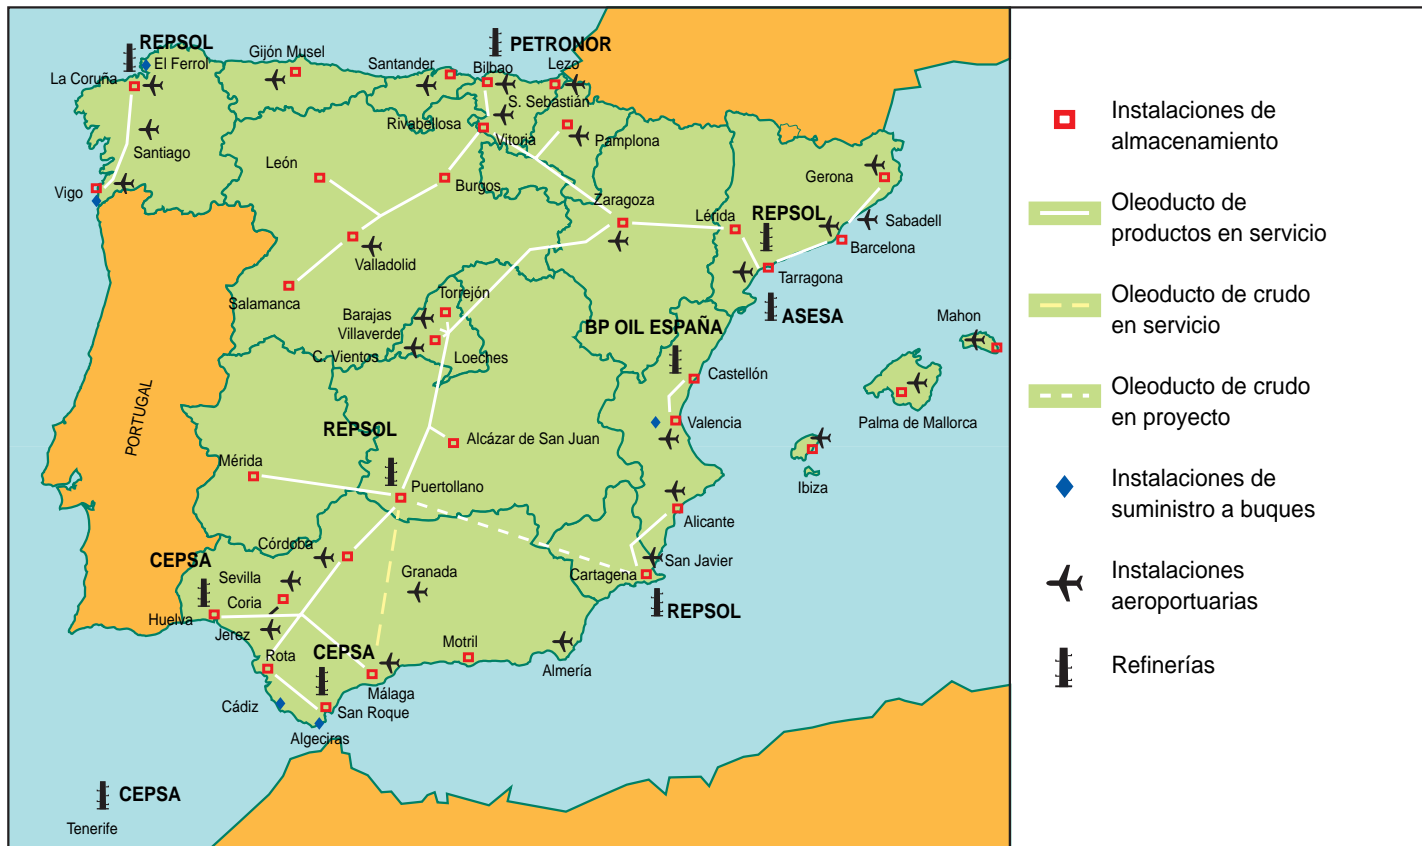 REPSOL
El Ferrol
La Coruña
Gijón Musel
Santander
PETRONOR
Bilbao
Lezo
S. Sebastián
Rivabellosa
Vitoria
Pamplona
Santiago
Vigo
León
Burgos
Zaragoza
Lérida
REPSOL
Gerona
Sabadell
Barcelona
Valladolid
Salamanca
Tarragona
ASESA
Torrejón
Barajas
Villaverde
C. Vientos
Loeches
BP OIL ESPAÑA
Mahon
Castellón
Palma de Mallorca
PORTUGAL
REPSOL
Alcázar de San Juan
Valencia
Mérida
Puertollano
Ibiza
Alicante
CEPSA
Córdoba
San Javier
Sevilla
Granada
Cartagena
Coria
REPSOL
Huelva
Jerez
Rota
CEPSA
Motril
Almería
Málaga
Cádiz
San Roque
Algeciras
CEPSA
Tenerife
Instalaciones de
almacenamiento
Oleoducto de
productos en servicio
Oleoducto de crudo
en servicio
Oleoducto de crudo
en proyecto
Instalaciones de
suministro a buques
Instalaciones
aeroportuarias
Refinerías